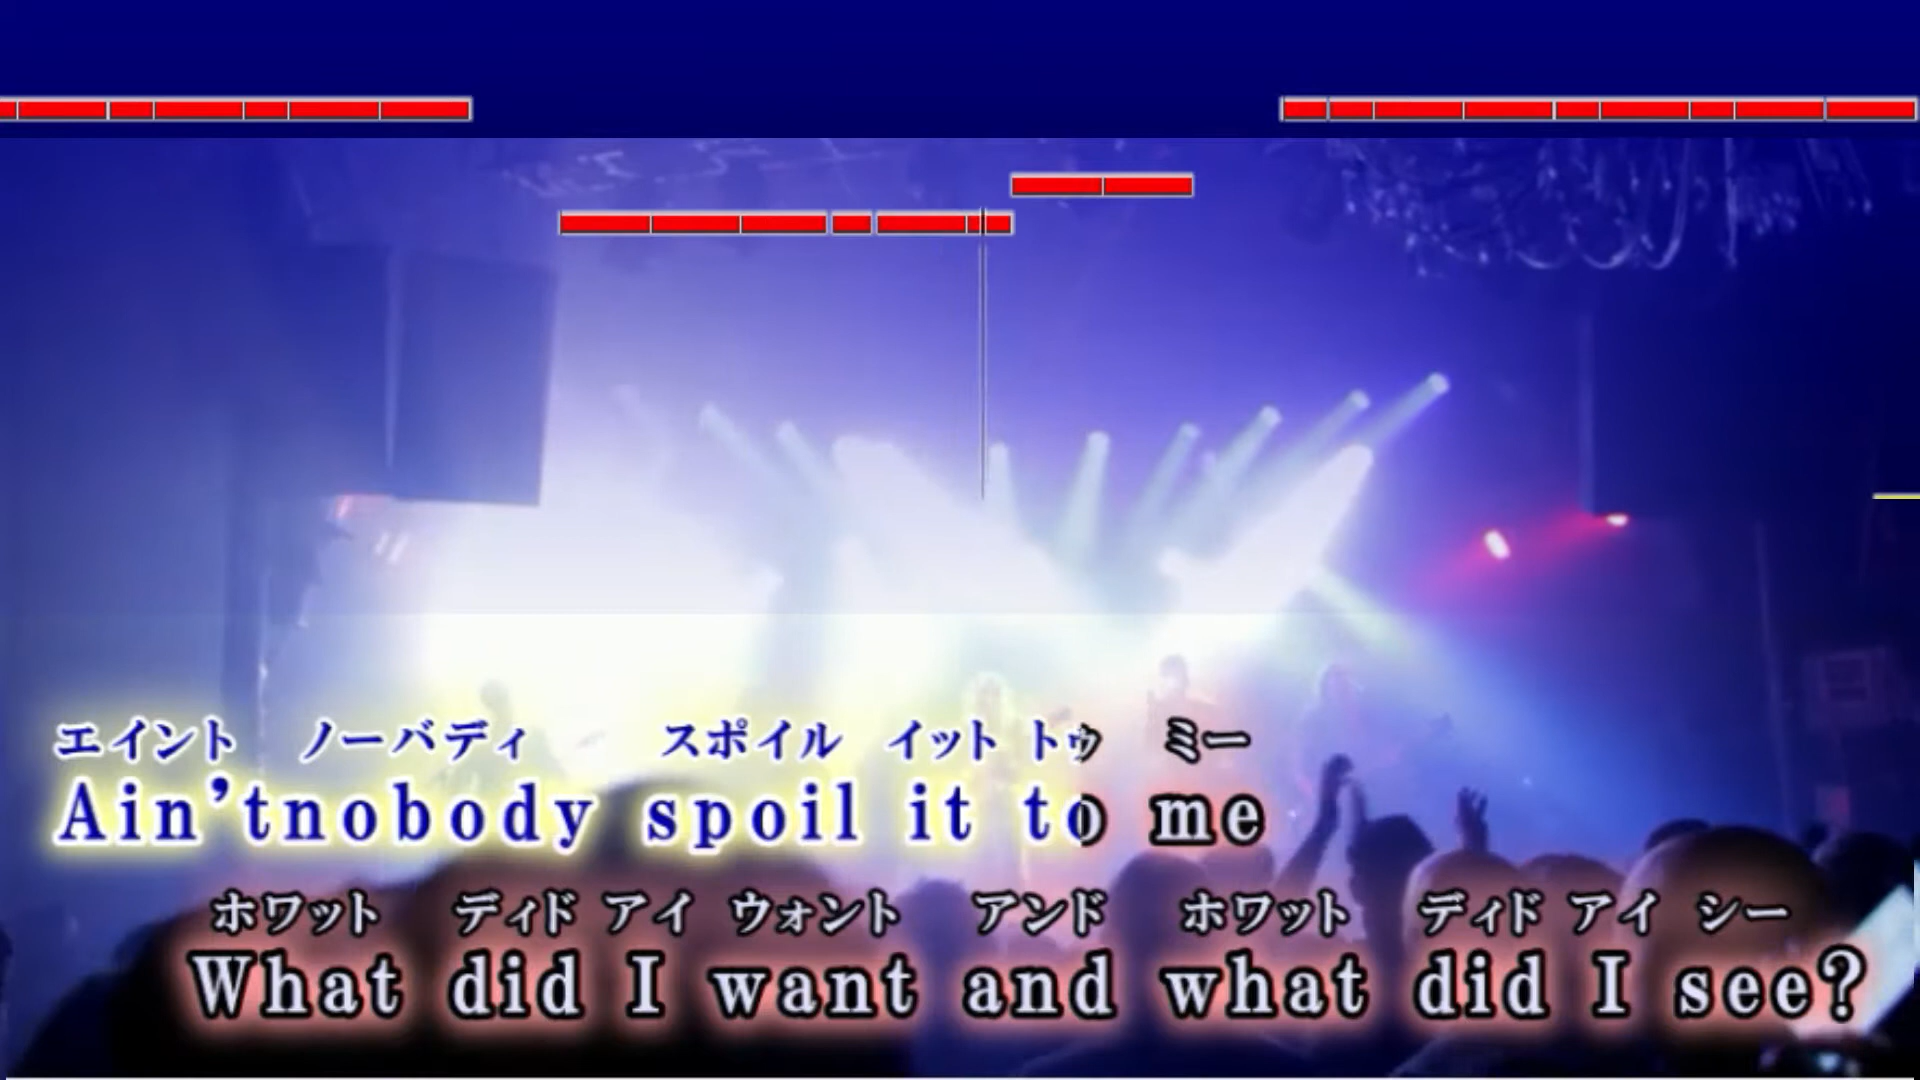 エイント ノーバディ スポイル イット トゥ ミー
Ain'tnobody spoil it to me
ホワット ディド アイ ウォント アンド ホワット ディド アイ シー
What did I want and what did I see?